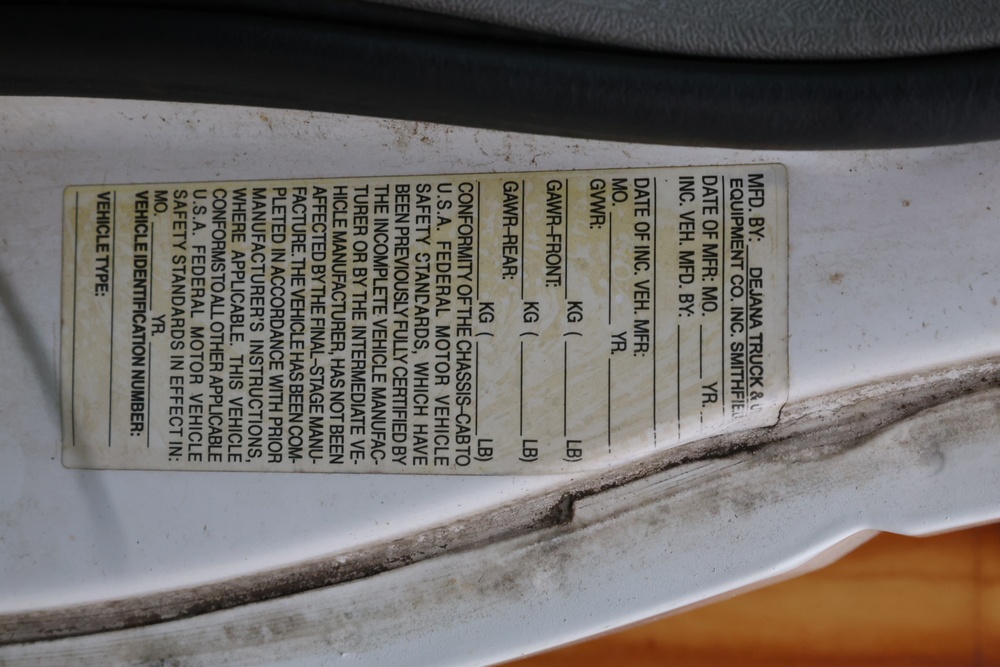 MFD. BY: DEJANA TRUCK &
EQUIPMENT CO. INC. SMITHFIE
DATE OF MFR: MO. YR.
INC. VEH. MFD. BY:
DATE OF INC. VEH. MFR:
MO. YR.
GVWR:
GAWR-FRONT: KG ( LB)
GAWR-REAR: KG ( LB)
CONFORMITY OF THE CHASSIS-CAB TO
U.S.A. FEDERAL MOTOR VEHICLE
SAFETY STANDARDS, WHICH HAVE
BEEN PREVIOUSLY FULLY CERTIFIED BY
THE INCOMPLETE VEHICLE MANUFAC-
TURER OR BY THE INTERMEDIATE VE-
HICLE MANUFACTURER, HAS NOT BEEN
AFFECTED BY THE FINAL-STAGE MANU-
FACTURE. THE VEHICLE HAS BEEN COM-
PLETED IN ACCORDANCE WITH PRIOR
MANUFACTURER'S INSTRUCTIONS,
WHERE APPLICABLE, THIS VEHICLE
CONFORMS TO ALL OTHER APPLICABLE
U.S.A. FEDERAL MOTOR VEHICLE
SAFETY STANDARDS IN EFFECT IN:
MO. YR.
VEHICLE IDENTIFICATION NUMBER:
VEHICLE TYPE: